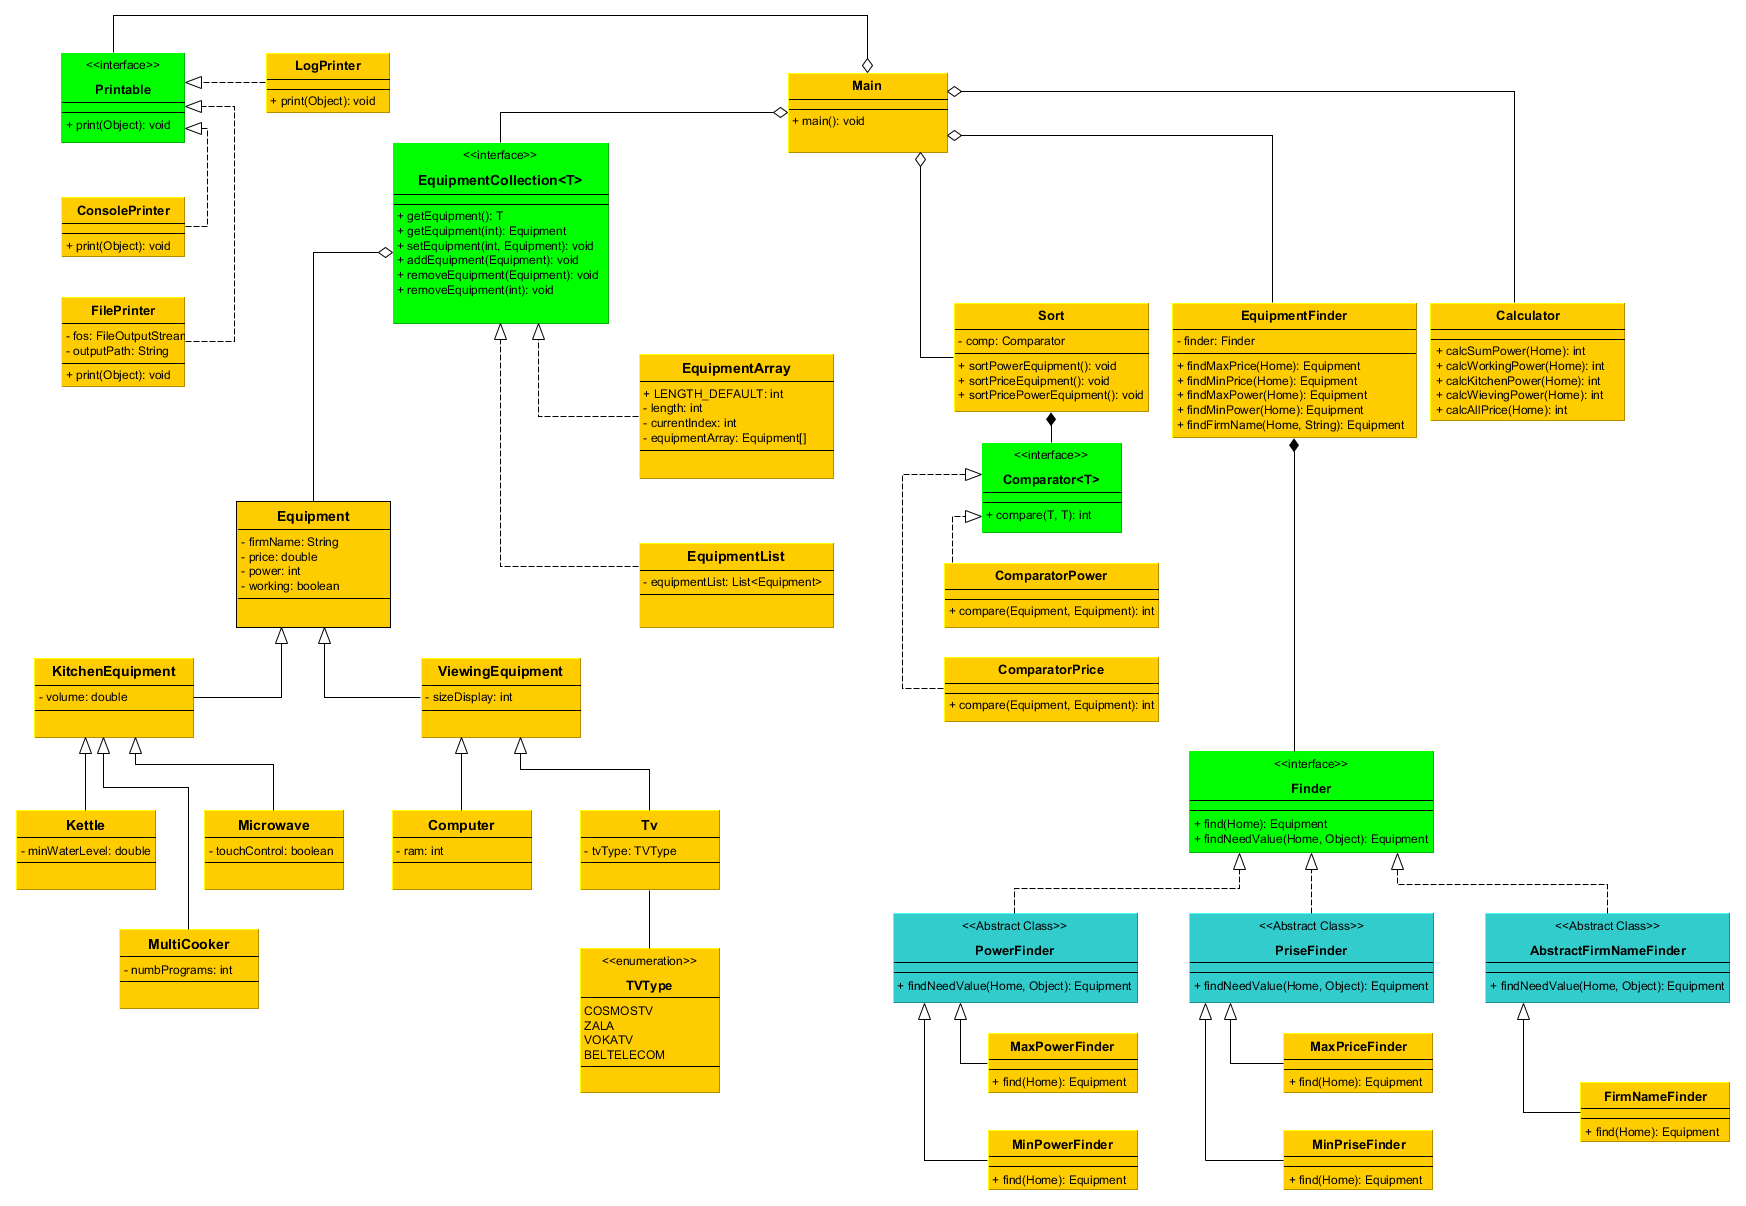 <<interface>>
Printable
+ print(Object): void
LogPrinter
+ print(Object): void
ConsolePrinter
+ print(Object): void
FilePrinter
- fos: FileOutputStrean
- outputPath: String
+ print(Object): void
Main
+ main(): void
<<interface>>
EquipmentCollection<T>
+ getEquipment(): T
+ getEquipment(int): Equipment
+ setEquipment(int, Equipment): void
+ addEquipment(Equipment): void
+ removeEquipment(Equipment): void
+ removeEquipment(int): void
EquipmentArray
+ LENGTH_DEFAULT: int
- length: int
- currentIndex: int
- equipmentArray: Equipment[]
EquipmentList
- equipmentList: List<Equipment>
Equipment
- firmName: String
- price: double
- power: int
- working: boolean
KitchenEquipment
- volume: double
ViewingEquipment
- sizeDisplay: int
Kettle
- minWaterLevel: double
Microwave
- touchControl: boolean
MultiCooker
- numbPrograms: int
Computer
- ram: int
Tv
- tvType: TVType
<<enumeration>>
TVType
COSMOSTV
ZALA
VOKATV
BELTELECOM
Sort
- comp: Comparator
+ sortPowerEquipment(): void
+ sortPriceEquipment(): void
+ sortPricePowerEquipment(): void
<<interface>>
Comparator<T>
+ compare(T, T): int
ComparatorPower
+ compare(Equipment, Equipment): int
ComparatorPrice
+ compare(Equipment, Equipment): int
EquipmentFinder
- finder: Finder
+ findMaxPrice(Home): Equipment
+ findMinPrice(Home): Equipment
+ findMaxPower(Home): Equipment
+ findMinPower(Home): Equipment
+ findFirmName(Home, String): Equipment
Calculator
+ calcSumPower(Home): int
+ calcWorkingPower(Home): int
+ calcKitchenPower(Home): int
+ calcWievingPower(Home): int
+ calcAllPrice(Home): int
<<interface>>
Finder
+ find(Home): Equipment
+ findNeedValue(Home, Object): Equipment
<<Abstract Class>>
PowerFinder
+ findNeedValue(Home, Object): Equipment
<<Abstract Class>>
PriseFinder
+ findNeedValue(Home, Object): Equipment
<<Abstract Class>>
AbstractFirmNameFinder
+ findNeedValue(Home, Object): Equipment
MaxPowerFinder
+ find(Home): Equipment
MinPowerFinder
+ find(Home): Equipment
MaxPriceFinder
+ find(Home): Equipment
MinPriseFinder
+ find(Home): Equipment
FirmNameFinder
+ find(Home): Equipment